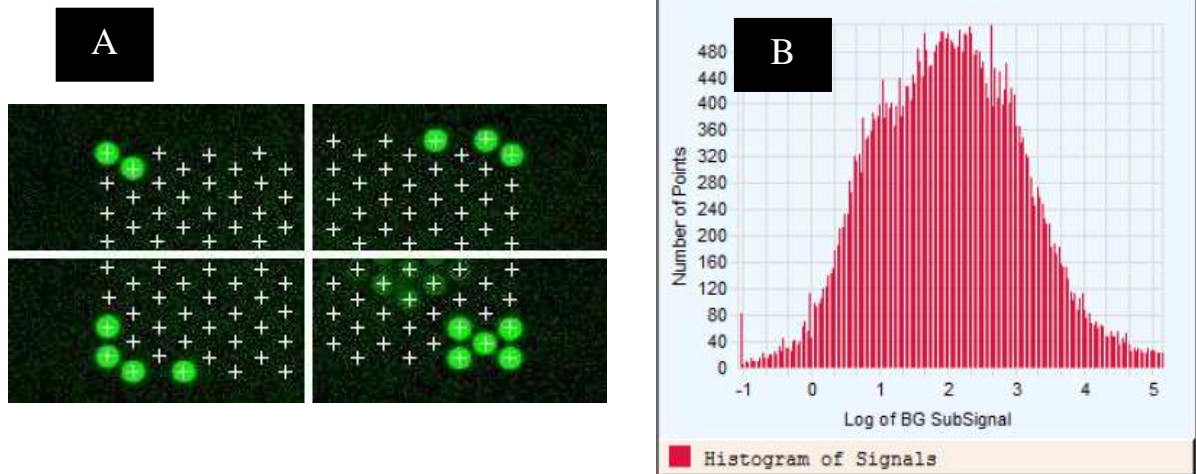 A
B
480
440
400
360
320
280
240
200
160
120
80
40
0
Number of Points
-1 0 1 2 3 4 5
Log of BG SubSignal
Histogram of Signals